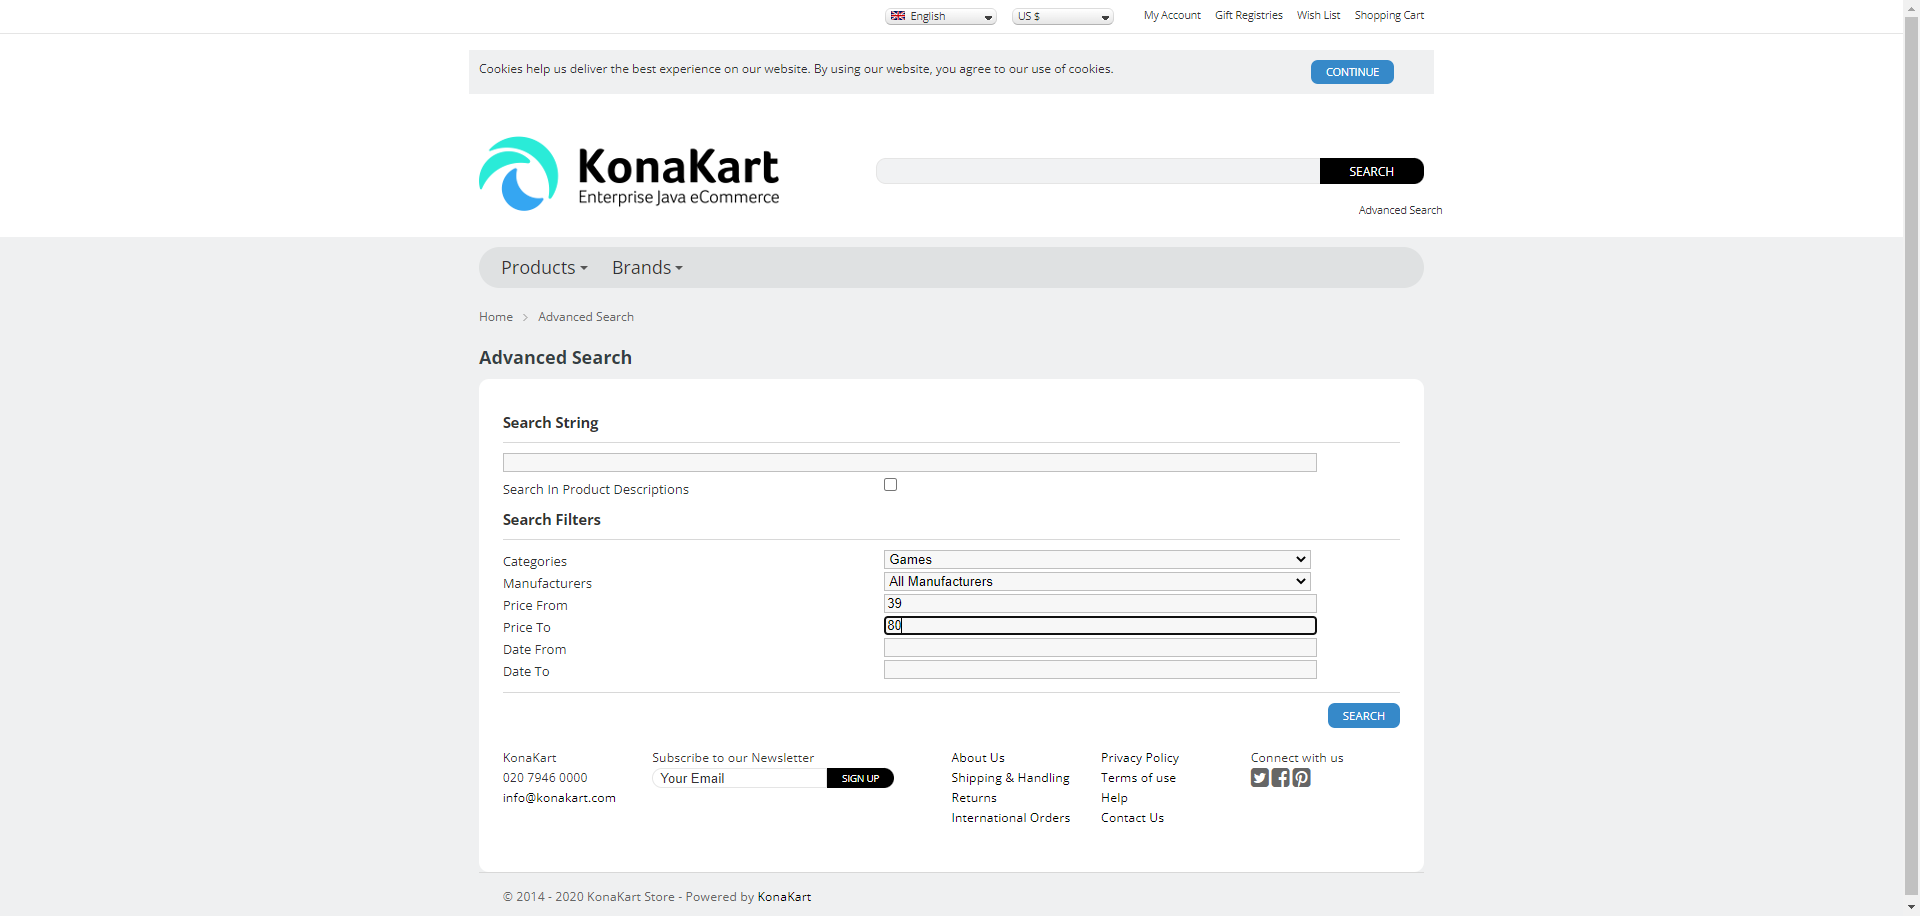 English
US $
My Account
Gift Registries
Wish List
Shopping Cart
Cookies help us deliver the best experience on our website. By using our website, you agree to our use of cookies.
CONTINUE
KonaKart
Enterprise Java eCommerce
SEARCH
Advanced Search
Products
Brands
Home
Advanced Search
Advanced Search
Search String
Search In Product Descriptions
Search Filters
Categories
Games
Manufacturers
All Manufacturers
Price From
39
Price To
80
Date From
Date To
SEARCH
KonaKart
020 7946 0000
info@konakart.com
Subscribe to our Newsletter
Your Email
SIGN UP
About Us
Shipping & Handling
Returns
International Orders
Privacy Policy
Terms of use
Help
Contact Us
Connect with us
© 2014 - 2020 KonaKart Store - Powered by KonaKart